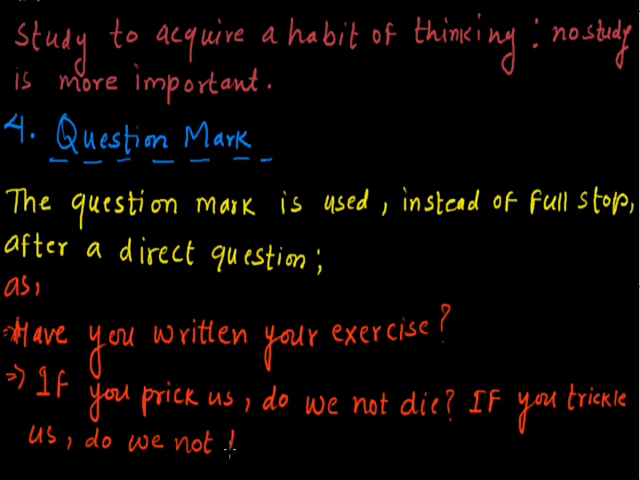 Study to acquire a habit of thinking : no study
is more important.
4. Question Mark
The question mark is used, instead of full stop,
after a direct question;
as,
⇒ Have you written your exercise?
⇒ If you prick us, do we not die? If you trickle
us, do we not